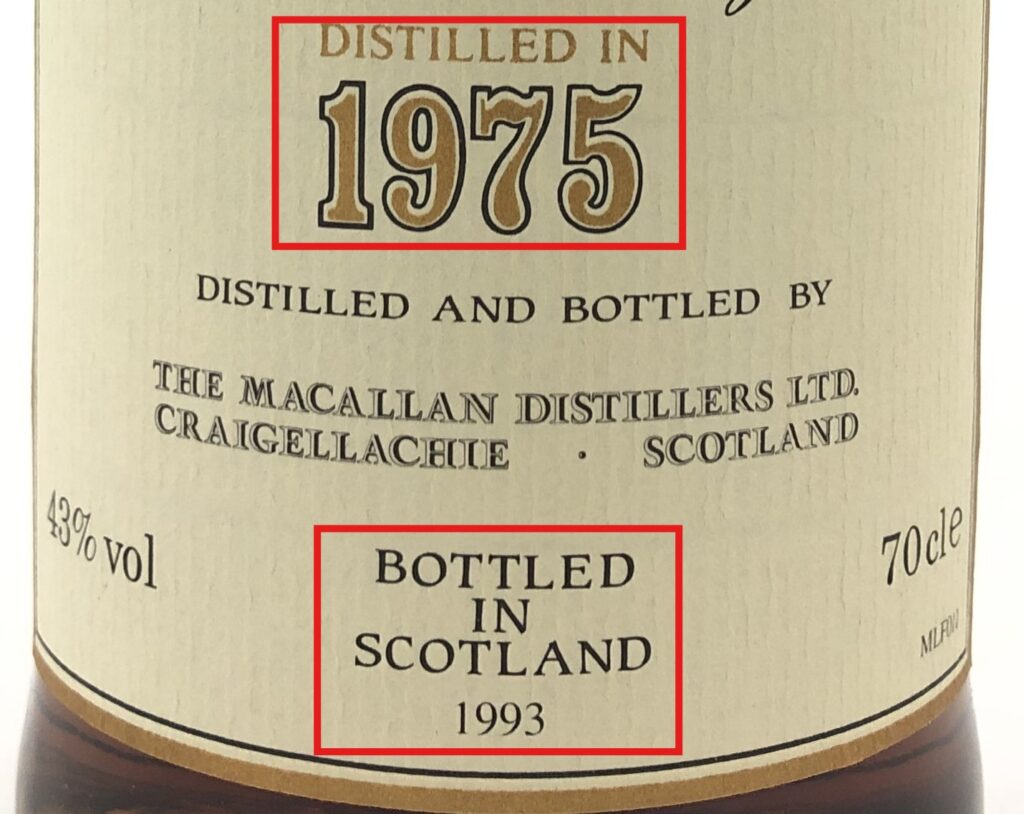 DISTILLED IN
1975
DISTILLED AND BOTTLED BY
THE MACALLAN DISTILLERS LTD.
CRAIGELLACHIE · SCOTLAND
43% vol
70cle
BOTTLED
IN
SCOTLAND
1993